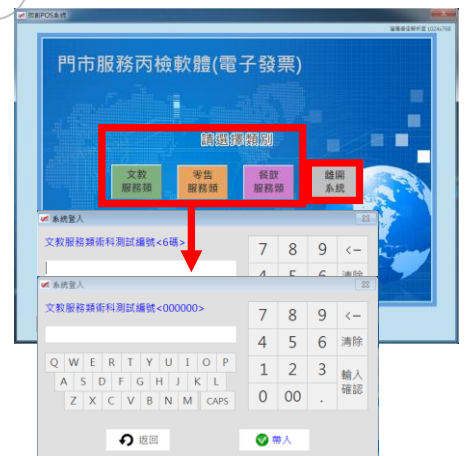 技創POS系統
螢幕最佳解析度 1024x768
門市服務丙檢軟體(電子發票)
請選擇類別
文教
服務類
零售
服務類
餐飲
服務類
離開
系統
系統登入
文教服務類術科測試編號<6碼>
7 8 9 <-
4 5 6 清除
系統登入
文教服務類術科測試編號<000000>
7 8 9 <-
4 5 6 清除
Q W E R T Y U I O P
1 2 3 輸入
確認
A S D F G H J K L
Z X C V B N M CAPS
0 00 .
返回
帶入